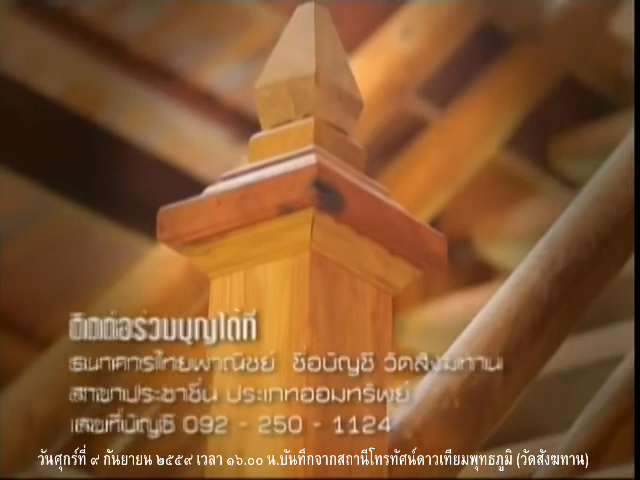 ติดต่อร่วมบุญได้ที่
ธนาคารไทยพาณิชย์ ชื่อบัญชี วัดสังฆทาน
สาขาประชาชื่น ประเภทออมทรัพย์
เลขที่บัญชี 092 - 250 - 1124
วันศุกร์ที่ ๙ กันยายน ๒๕๕๙ เวลา ๑๖.๐๐ น.บันทึกจากสถานีโทรทัศน์ดาวเทียมพุทธภูมิ (วัดสังฆทาน)